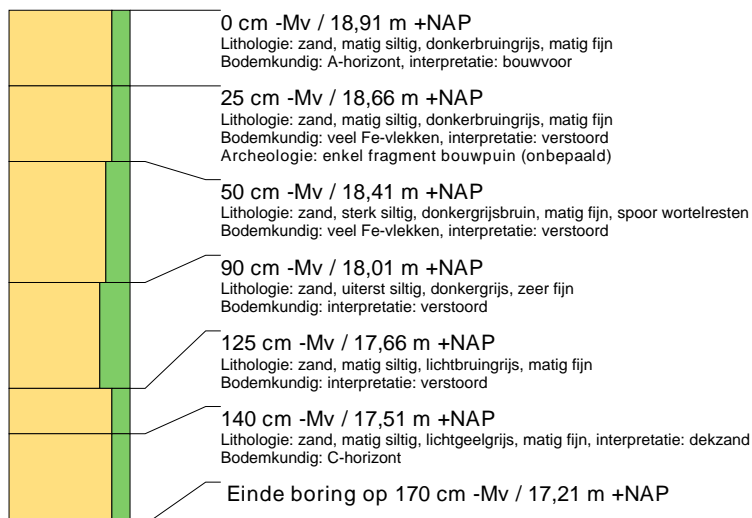 0 cm -Mv / 18,91 m +NAP
Lithologie: zand, matig siltig, donkerbruingrijs, matig fijn
Bodemkundig: A-horizont, interpretatie: bouwvoor
25 cm -Mv / 18,66 m +NAP
Lithologie: zand, matig siltig, donkerbruingrijs, matig fijn
Bodemkundig: veel Fe-vlekken, interpretatie: verstoord
Archeologie: enkel fragment bouwpuin (onbepaald)
50 cm -Mv / 18,41 m +NAP
Lithologie: zand, sterk siltig, donkergrijsbruin, matig fijn, spoor wortelresten
Bodemkundig: veel Fe-vlekken, interpretatie: verstoord
90 cm -Mv / 18,01 m +NAP
Lithologie: zand, uiterst siltig, donkergrijs, zeer fijn
Bodemkundig: interpretatie: verstoord
125 cm -Mv / 17,66 m +NAP
Lithologie: zand, matig siltig, lichtbruingrijs, matig fijn
Bodemkundig: interpretatie: verstoord
140 cm -Mv / 17,51 m +NAP
Lithologie: zand, matig siltig, lichtgeelgrijs, matig fijn, interpretatie: dekzand
Bodemkundig: C-horizont
Einde boring op 170 cm -Mv / 17,21 m +NAP